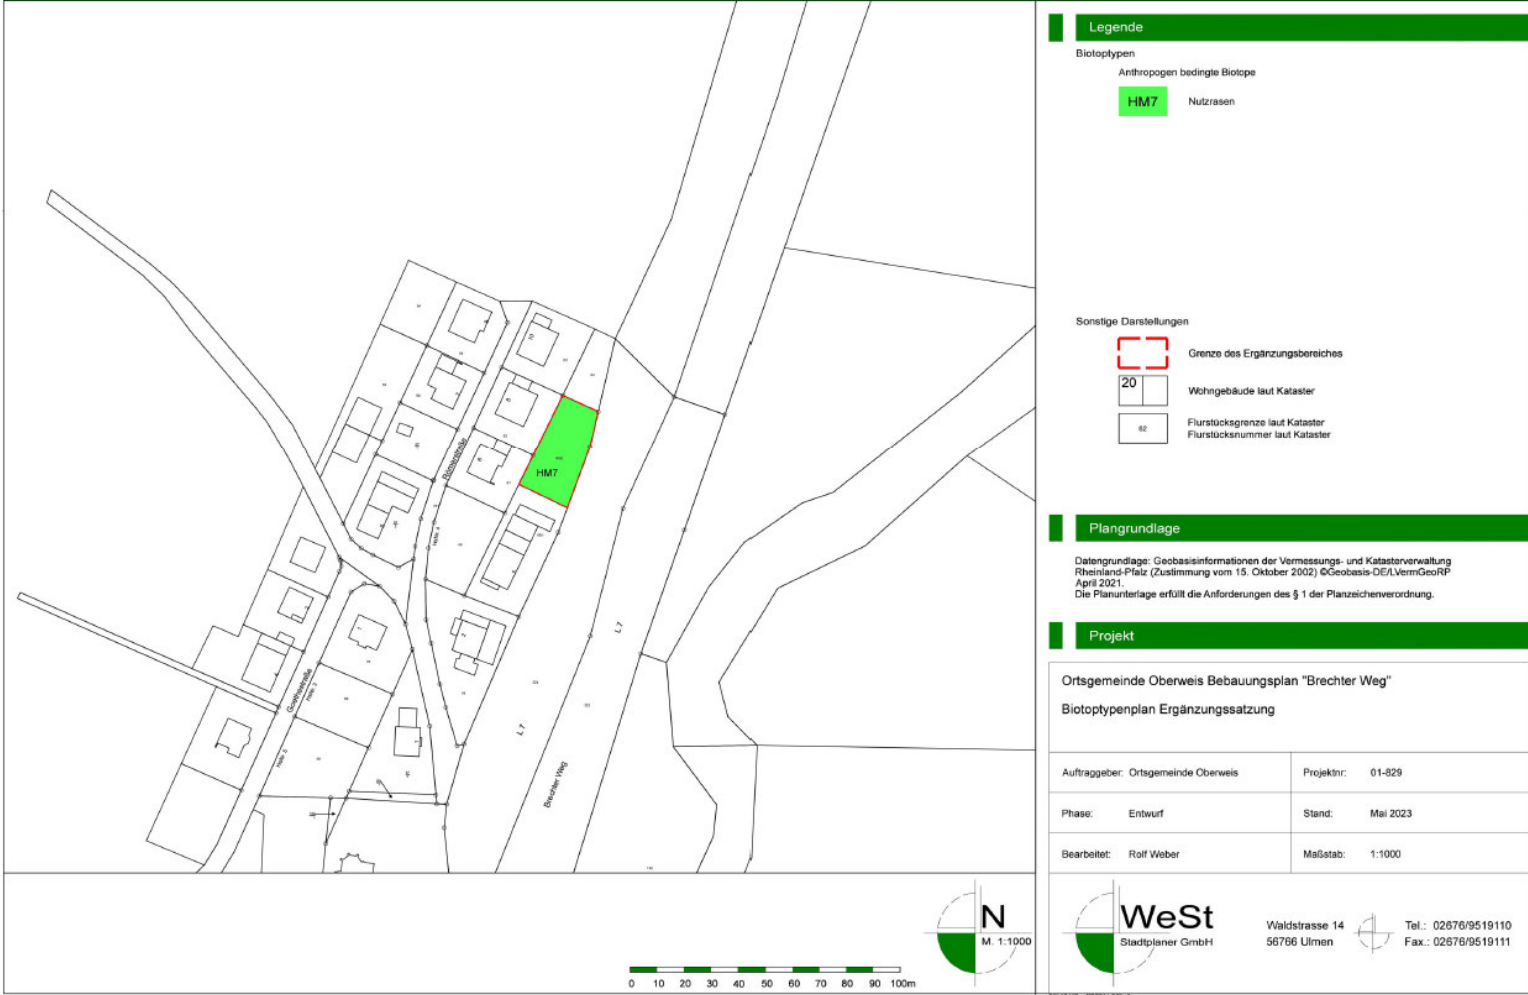 Legende
Biotoptypen
Anthropogen bedingte Biotope
HM7 Nutzrasen
Sonstige Darstellungen
Grenze des Ergänzungsbereiches
20 Wohngebäude laut Kataster
62 Flurstücksgrenze laut Kataster
Flurstücksnummer laut Kataster
Plangrundlage
Datengrundlage: Geobasisinformationen der Vermessungs- und Katasterverwaltung
Rheinland-Pfalz (Zustimmung vom 15. Oktober 2002) ©Geobasis-DE/LVermGeoRP
April 2021.
Die Planunterlage erfüllt die Anforderungen des § 1 der Planzeichenverordnung.
Projekt
Ortsgemeinde Oberweis Bebauungsplan "Brechter Weg"
Biotoptypenplan Ergänzungssatzung
Auftraggeber: Ortsgemeinde Oberweis
Projektnr: 01-829
Phase: Entwurf
Stand: Mai 2023
Bearbeitet: Rolf Weber
Maßstab: 1:1000
WeSt
Stadtplaner GmbH
Waldstrasse 14
56766 Ulmen
Tel.: 02676/9519110
Fax.: 02676/9519111
HM7
Römerstraße
Goethestraße
L 7
L 7
Brechter Weg
N
M. 1:1000
0 10 20 30 40 50 60 70 80 90 100m